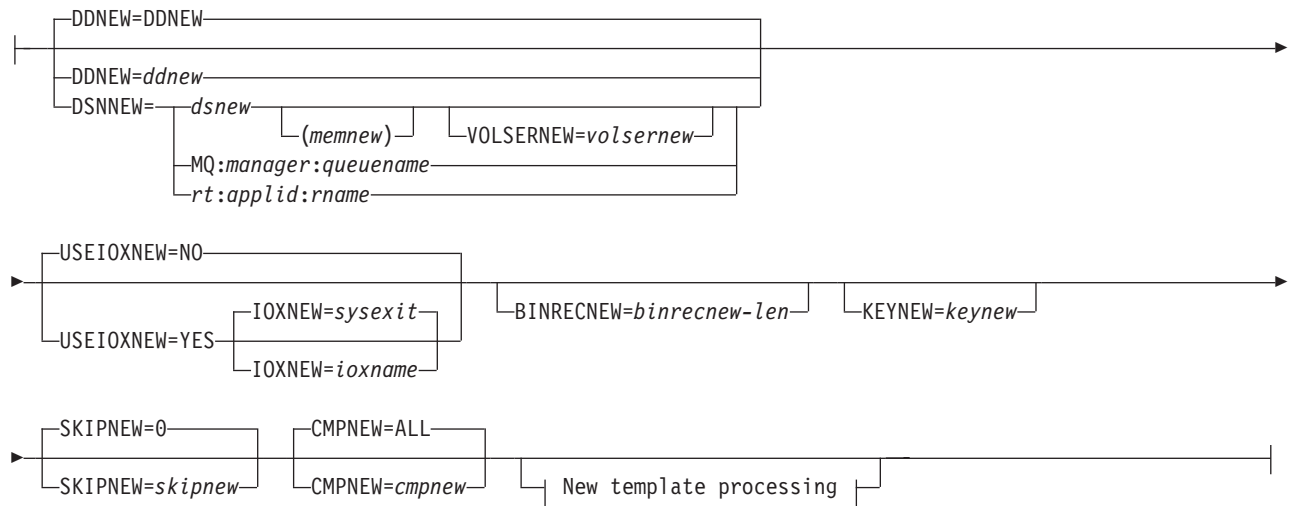 DDNEW=DDNEW
DDNEW=ddnew
DSNNEW= dsnew
(memnew) VOLSERNEW=volsernew
MQ:manager:queuename
rt:applid:rname
USEIOXNEW=NO
IOXNEW=sysexit BINRECNEW=binrecnew-len KEYNEW=keynew
USEIOXNEW=YES
IOXNEW=ioxname
SKIPNEW=0 CMPNEW=ALL
SKIPNEW=skipnew CMPNEW=cmpnew New template processing